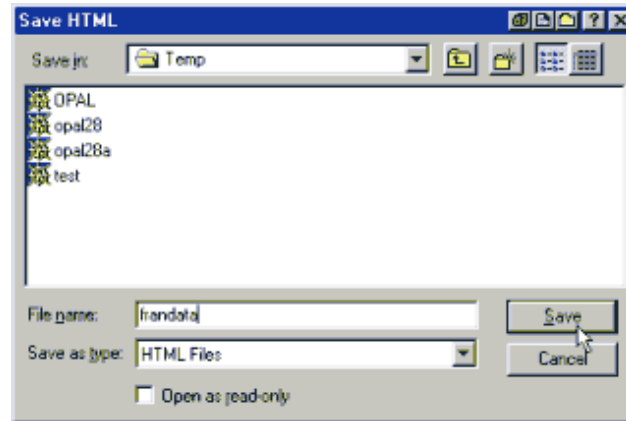 Save HTML
Save in: Temp
OPAL
opal28
opal28a
test
File name: frandata Save
Save as type: HTML Files Cancel
Open as read-only